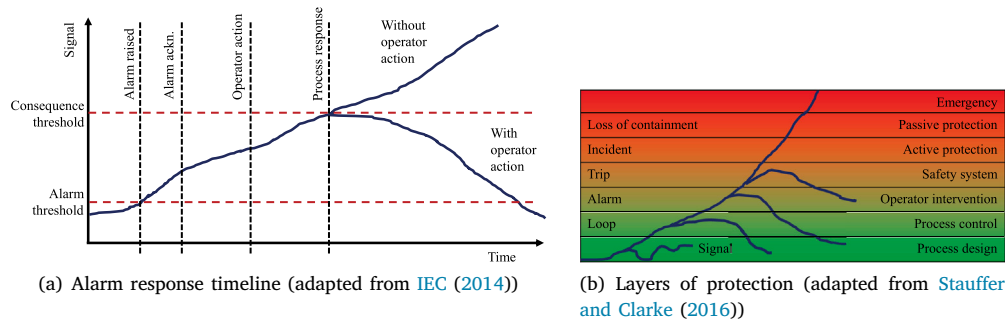 Signal
Alarm raised
Alarm ackn.
Operator action
Process response
Without
operator
action
Consequence
threshold
With
operator
action
Alarm
threshold
Time
(a) Alarm response timeline (adapted from IEC (2014))
Emergency
Loss of containment Passive protection
Incident Active protection
Trip Safety system
Alarm Operator intervention
Loop Process control
Signal Process design
(b) Layers of protection (adapted from Stauffer
and Clarke (2016))